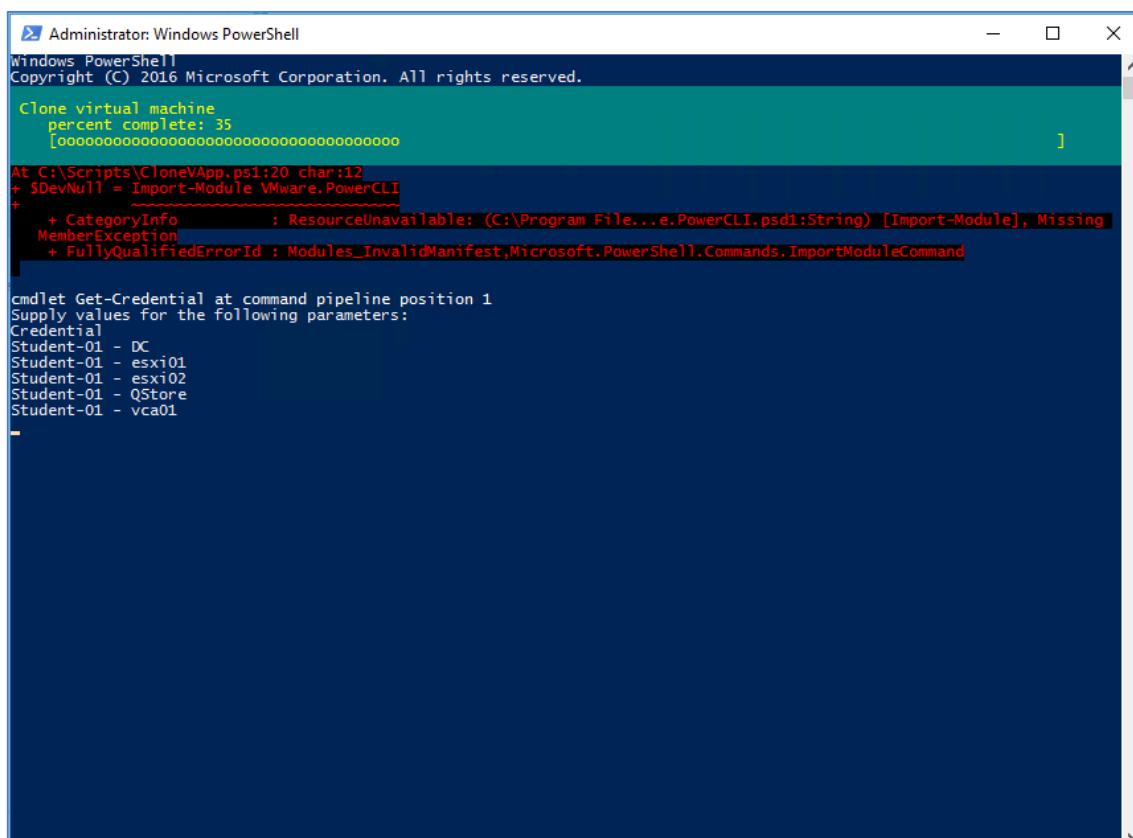 Administrator: Windows PowerShell
Windows PowerShell
Copyright (C) 2016 Microsoft Corporation. All rights reserved.
Clone virtual machine
percent complete: 35
[ooooooooooooooooooooooooooooooooooooo ]
At C:\Scripts\CloneVApp.ps1:20 char:12
+ $DevNull = Import-Module VMware.PowerCLI
+ ~~~~~~~~~~~~~~~~~~~~~~~~~~~~~
+ CategoryInfo : ResourceUnavailable: (C:\Program File...e.PowerCLI.psd1:String) [Import-Module], Missing
MemberException
+ FullyQualifiedErrorId : Modules_InvalidManifest,Microsoft.PowerShell.Commands.ImportModuleCommand
cmdlet Get-Credential at command pipeline position 1
Supply values for the following parameters:
Credential
Student-01 - DC
Student-01 - esxi01
Student-01 - esxi02
Student-01 - QStore
Student-01 - vca01